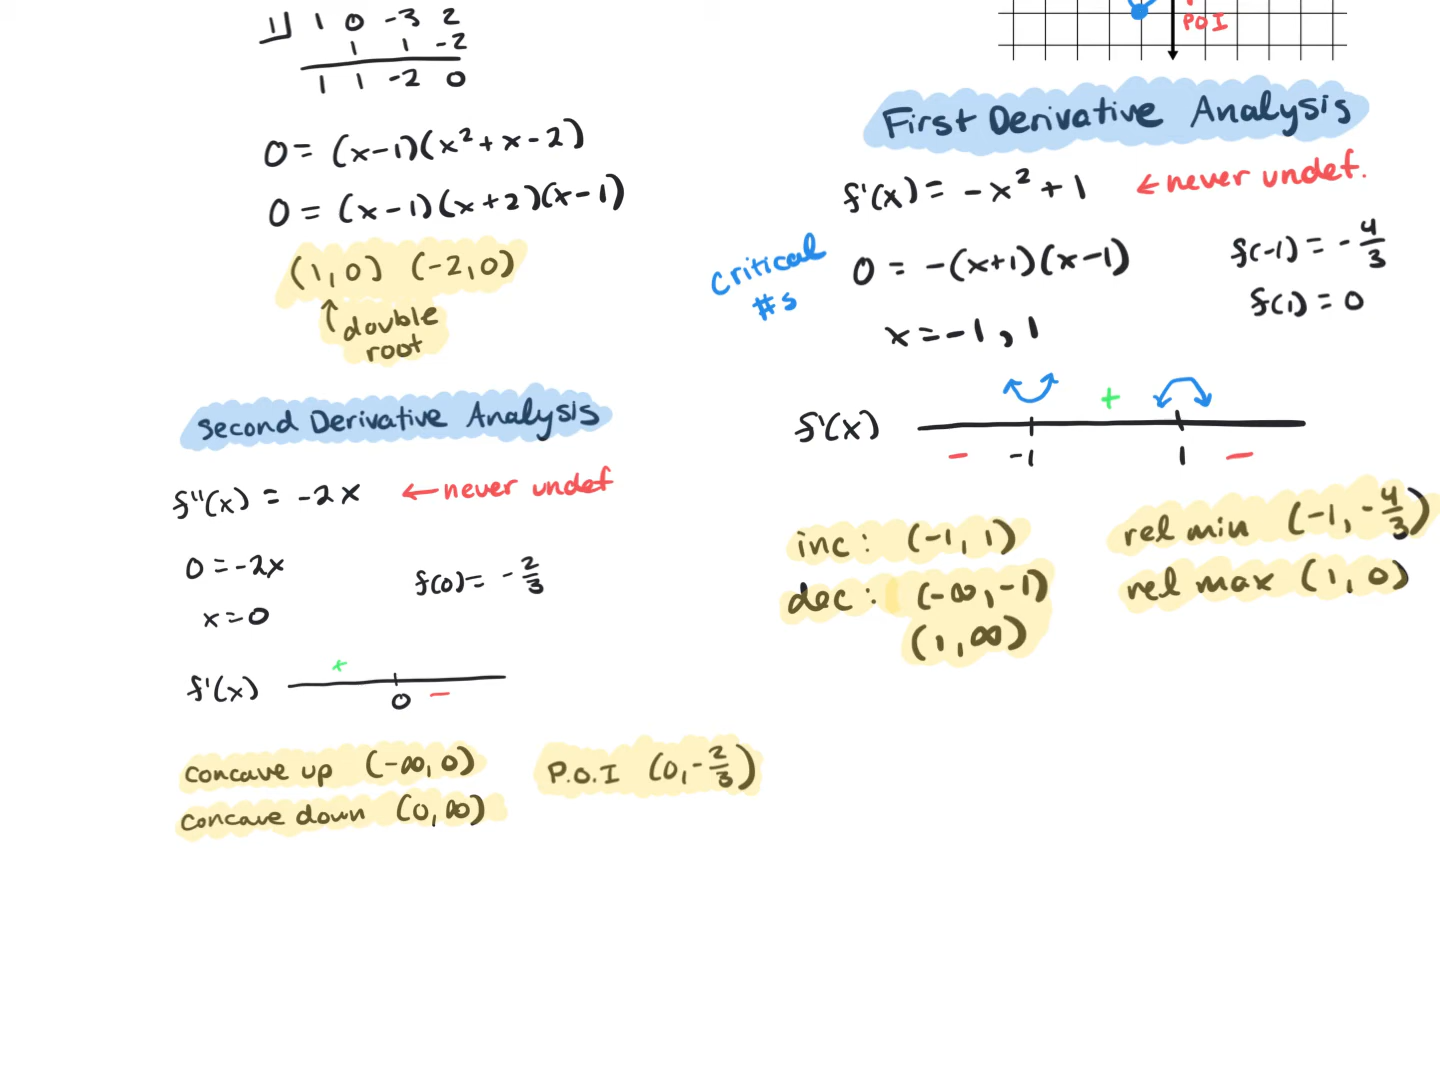 1 | 1 0 -3 2
1 1 -2
1 1 -2 0
0 = (x-1)(x²+x-2)
0 = (x-1)(x+2)(x-1)
(1,0) (-2,0)
↑ double
root
Second Derivative Analysis
f"(x) = -2x ← never undef
0 = -2x
f(0) = -2/3
x=0
f'(x)
+
0 -
concave up (-∞,0)
concave down (0,∞)
P.O.I (0,-2/3)
POI
First Derivative Analysis
f'(x) = -x²+1 ← never undef.
critical
#s
0 = -(x+1)(x-1)
x = -1, 1
f(-1) = -4/3
f(1) = 0
f'(x)
+
- -1 1 -
inc: (-1,1)
dec: (-∞,-1)
(1,∞)
rel min (-1,-4/3)
rel max (1,0)